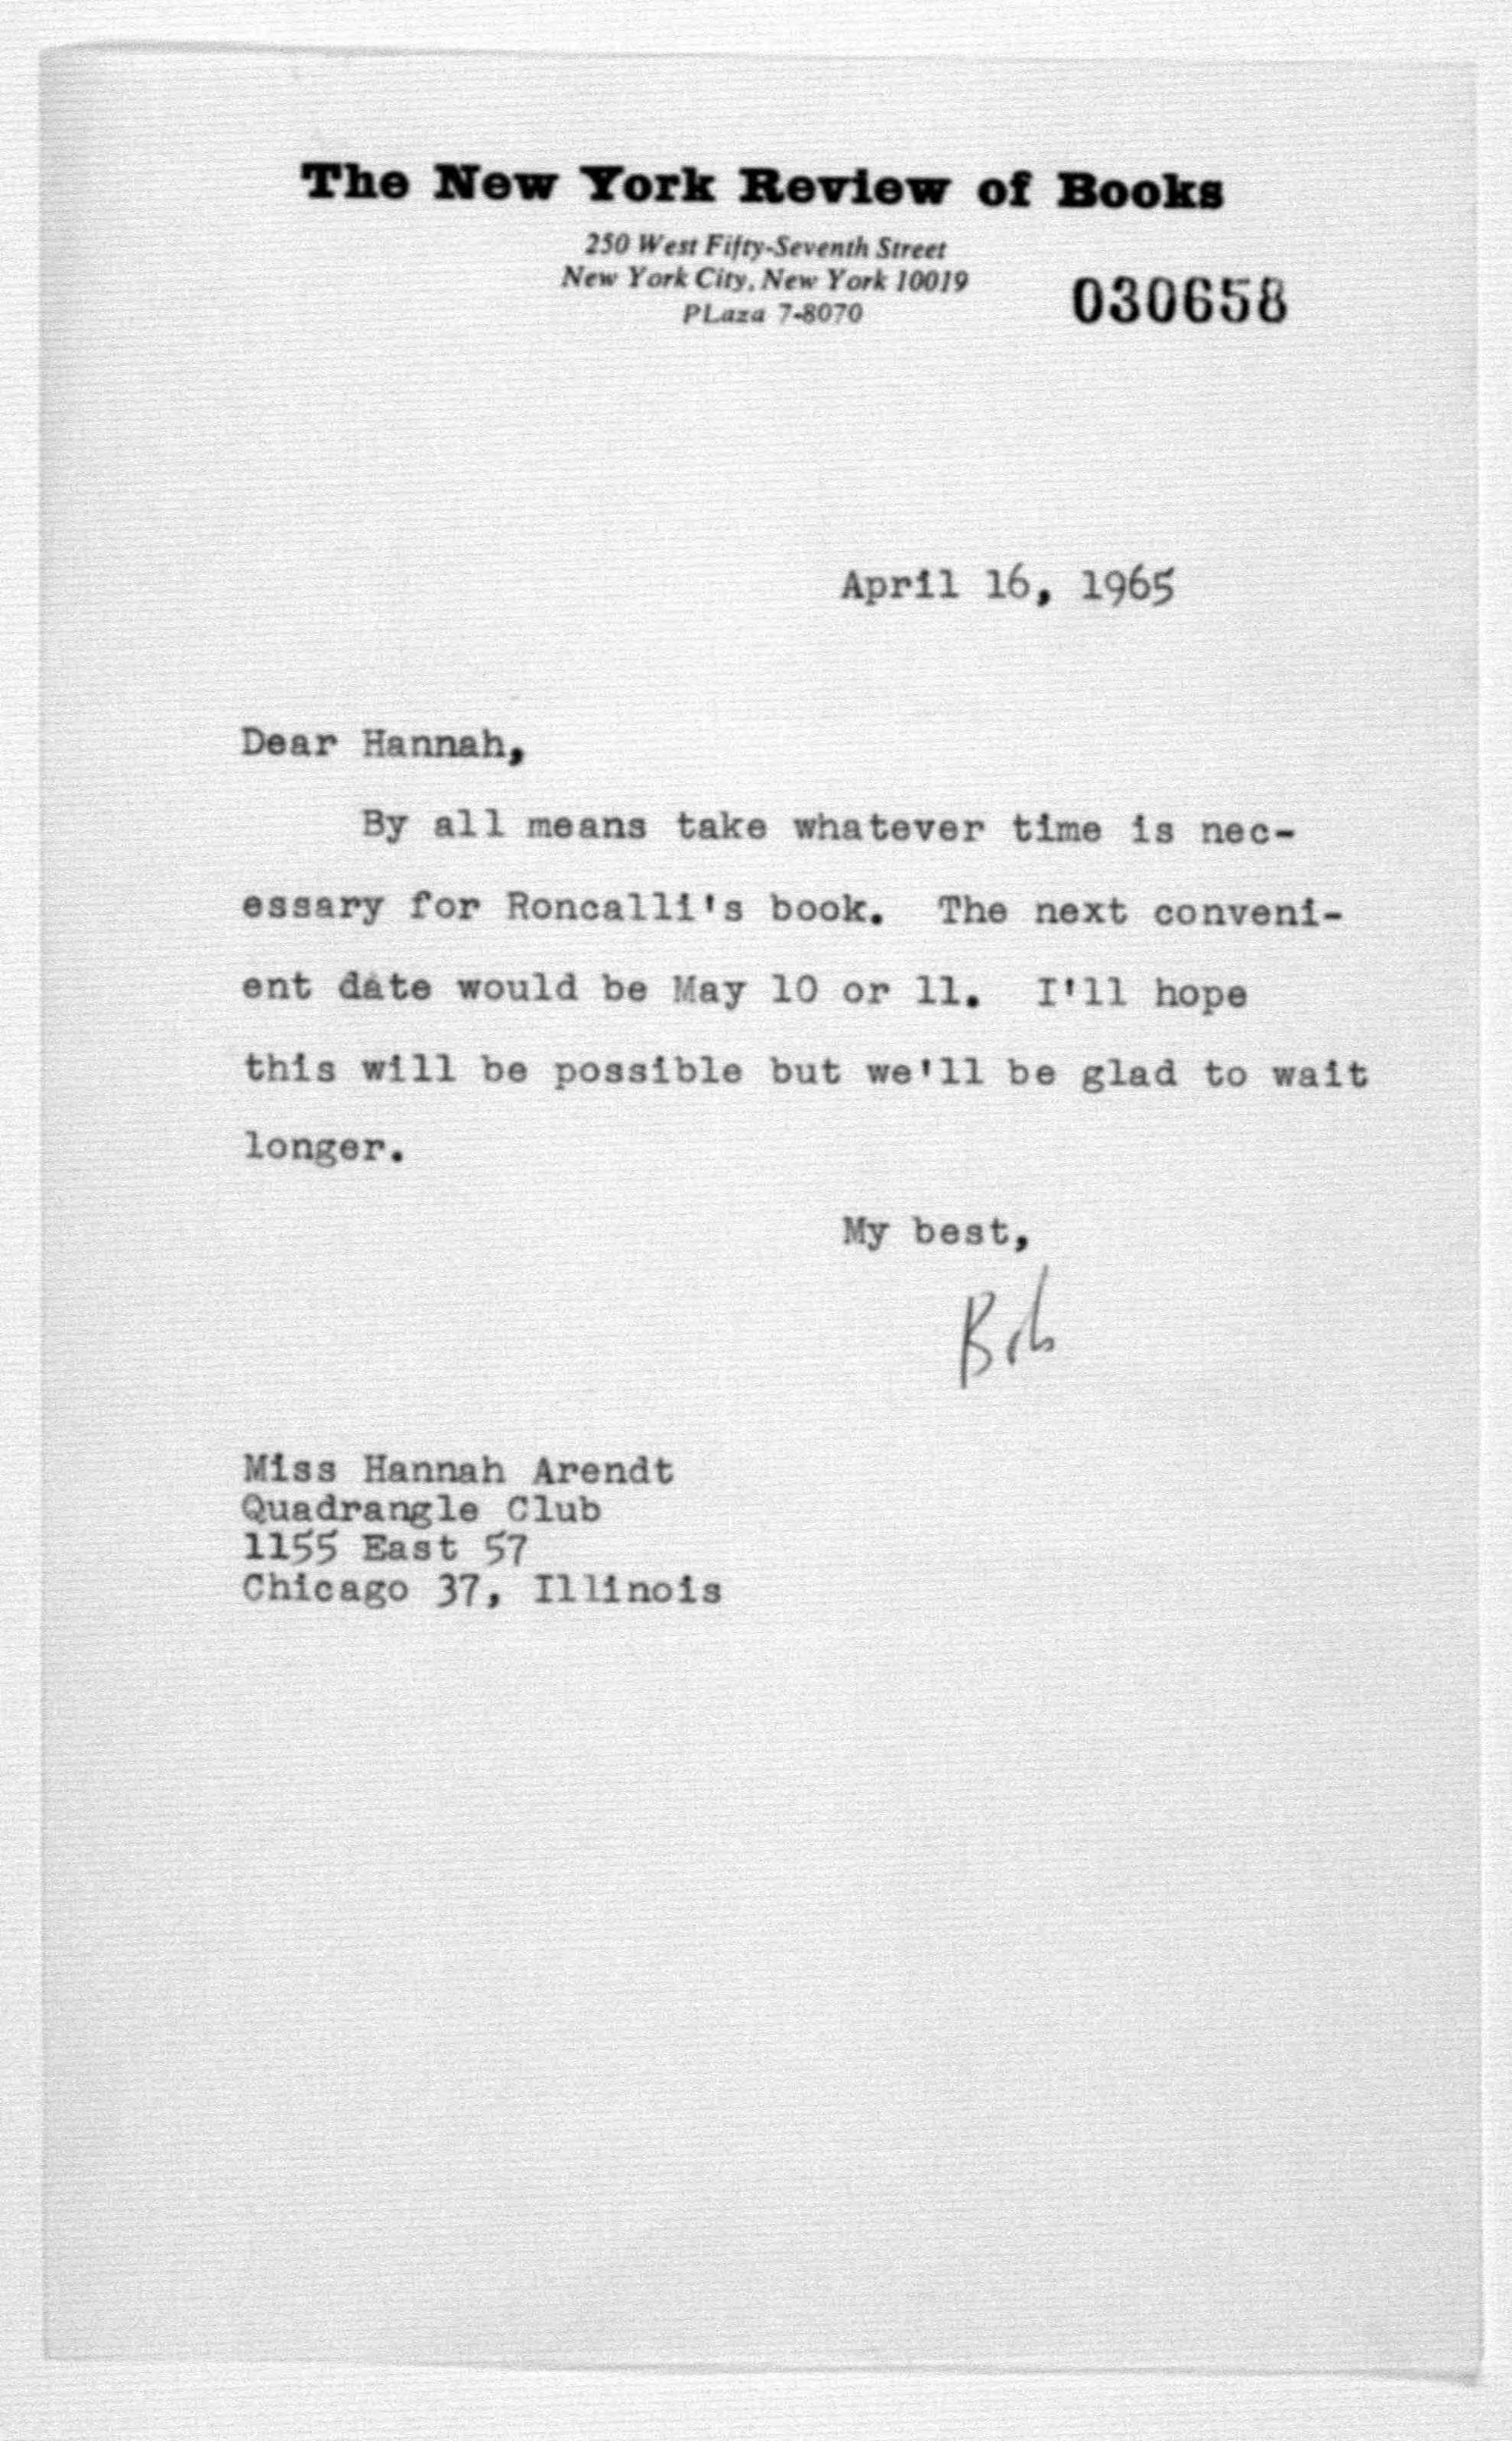 The New York Review of Books
250 West Fifty-Seventh Street
New York City, New York 10019
PLaza 7-8070
030658
April 16, 1965
Dear Hannah,
By all means take whatever time is nec-
essary for Roncalli's book. The next conveni-
ent date would be May 10 or 11. I'll hope
this will be possible but we'll be glad to wait
longer.
My best,
Bob
Miss Hannah Arendt
Quadrangle Club
1155 East 57
Chicago 37, Illinois